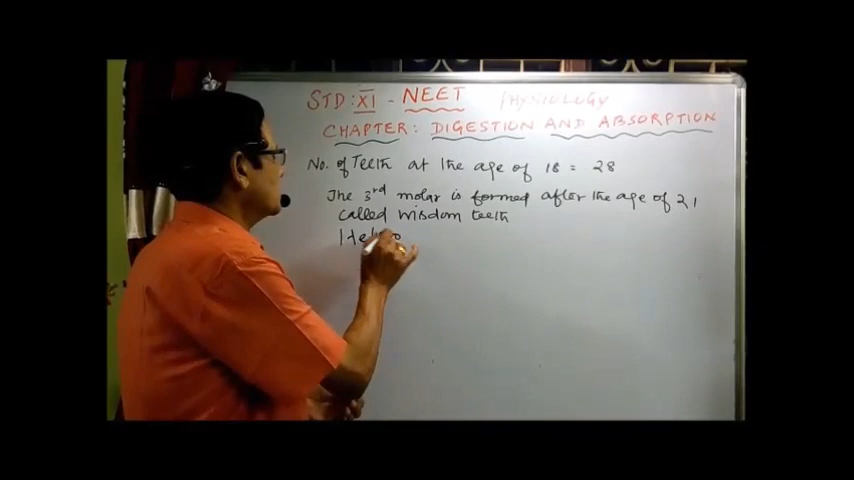 STD: XI - NEET PHYSIOLOGY
CHAPTER: DIGESTION AND ABSORPTION
No. of Teeth at the age of 18 = 28
The 3rd molar is formed after the age of 21
called wisdom teeth